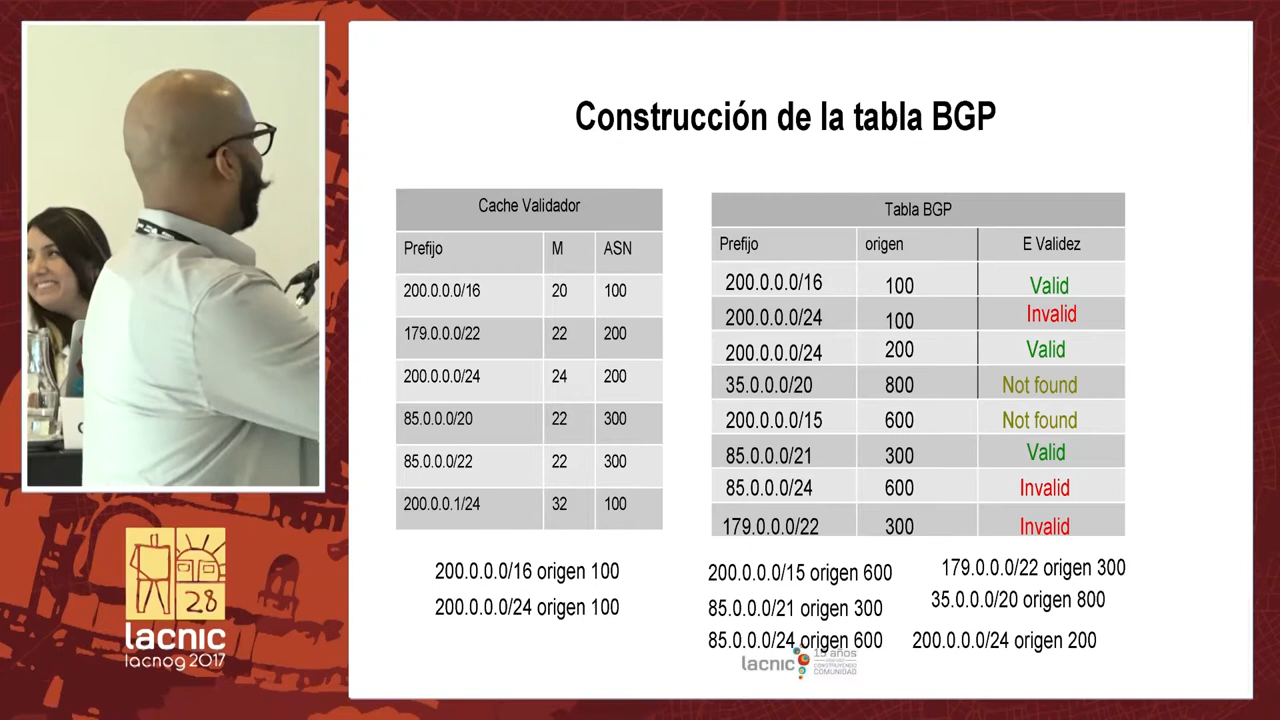 Construcción de la tabla BGP
Cache Validador
Prefijo M ASN
200.0.0.0/16 20 100
179.0.0.0/22 22 200
200.0.0.0/24 24 200
85.0.0.0/20 22 300
85.0.0.0/22 22 300
200.0.0.1/24 32 100
Tabla BGP
Prefijo origen E Validez
200.0.0.0/16 100 Valid
200.0.0.0/24 100 Invalid
200.0.0.0/24 200 Valid
35.0.0.0/20 800 Not found
200.0.0.0/15 600 Not found
85.0.0.0/21 300 Valid
85.0.0.0/24 600 Invalid
179.0.0.0/22 300 Invalid
200.0.0.0/16 origen 100
200.0.0.0/24 origen 100
200.0.0.0/15 origen 600
85.0.0.0/21 origen 300
85.0.0.0/24 origen 600
179.0.0.0/22 origen 300
35.0.0.0/20 origen 800
200.0.0.0/24 origen 200
lacnic
15 años
CONSTRUYENDO
COMUNIDAD
28
lacnic
lacnog 2017